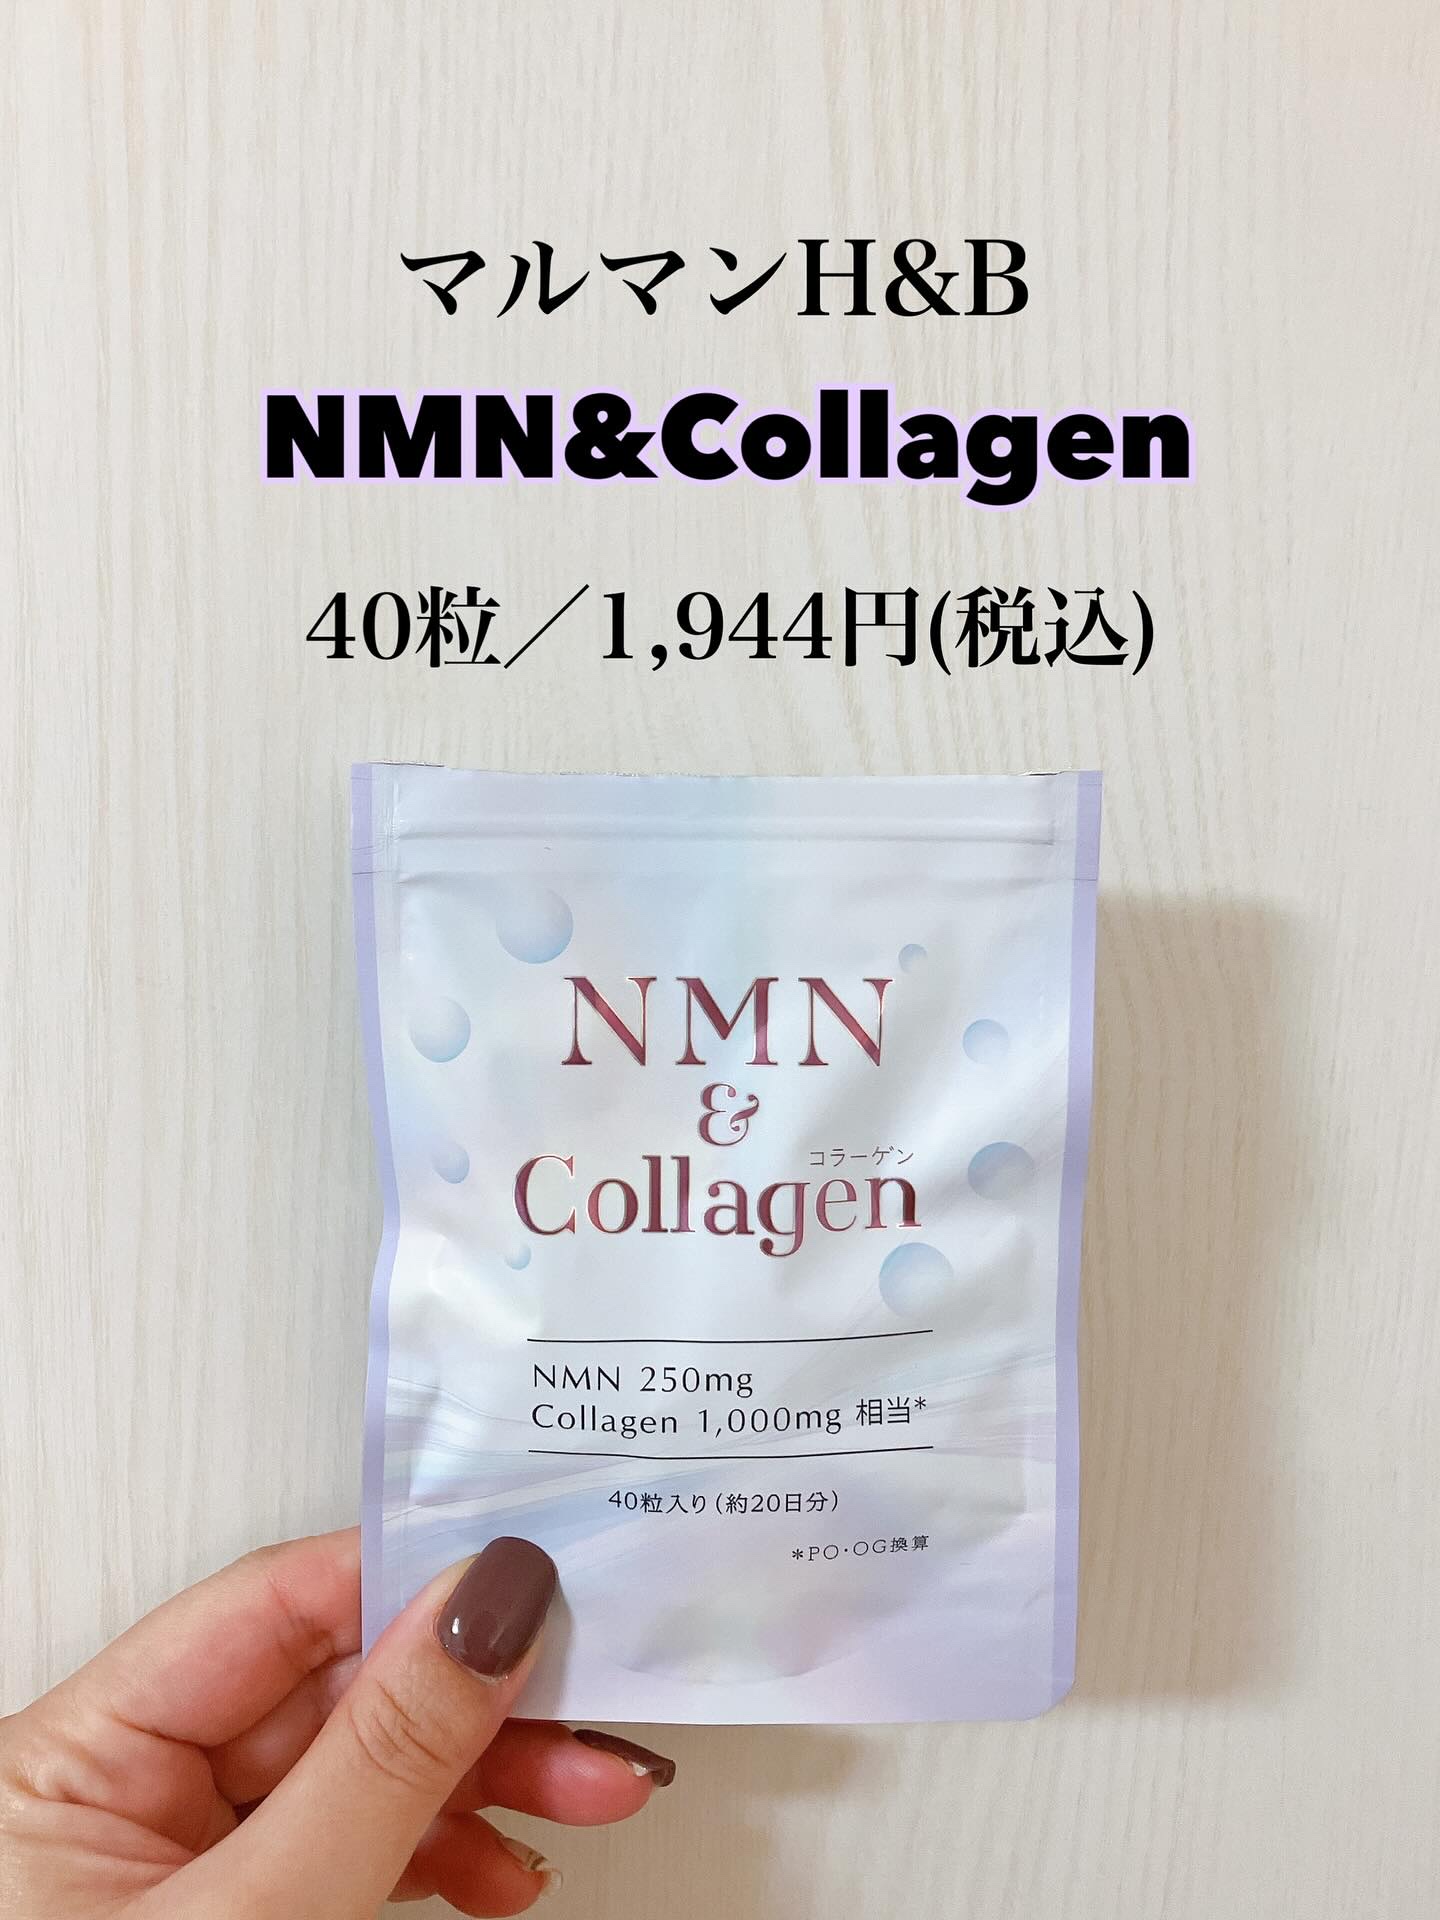 マルマンH&B
NMN&Collagen
40粒／1,944円(税込)
NMN
&
コラーゲン
Collagen
NMN 250mg
Collagen 1,000mg 相当*
40粒入り(約20日分)
*PO・OG換算